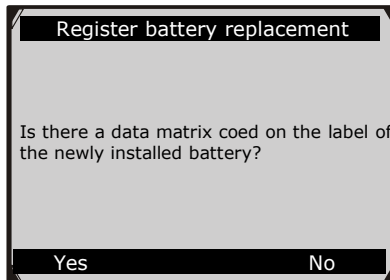 Register battery replacement
Is there a data matrix coed on the label of
the newly installed battery?
Yes No